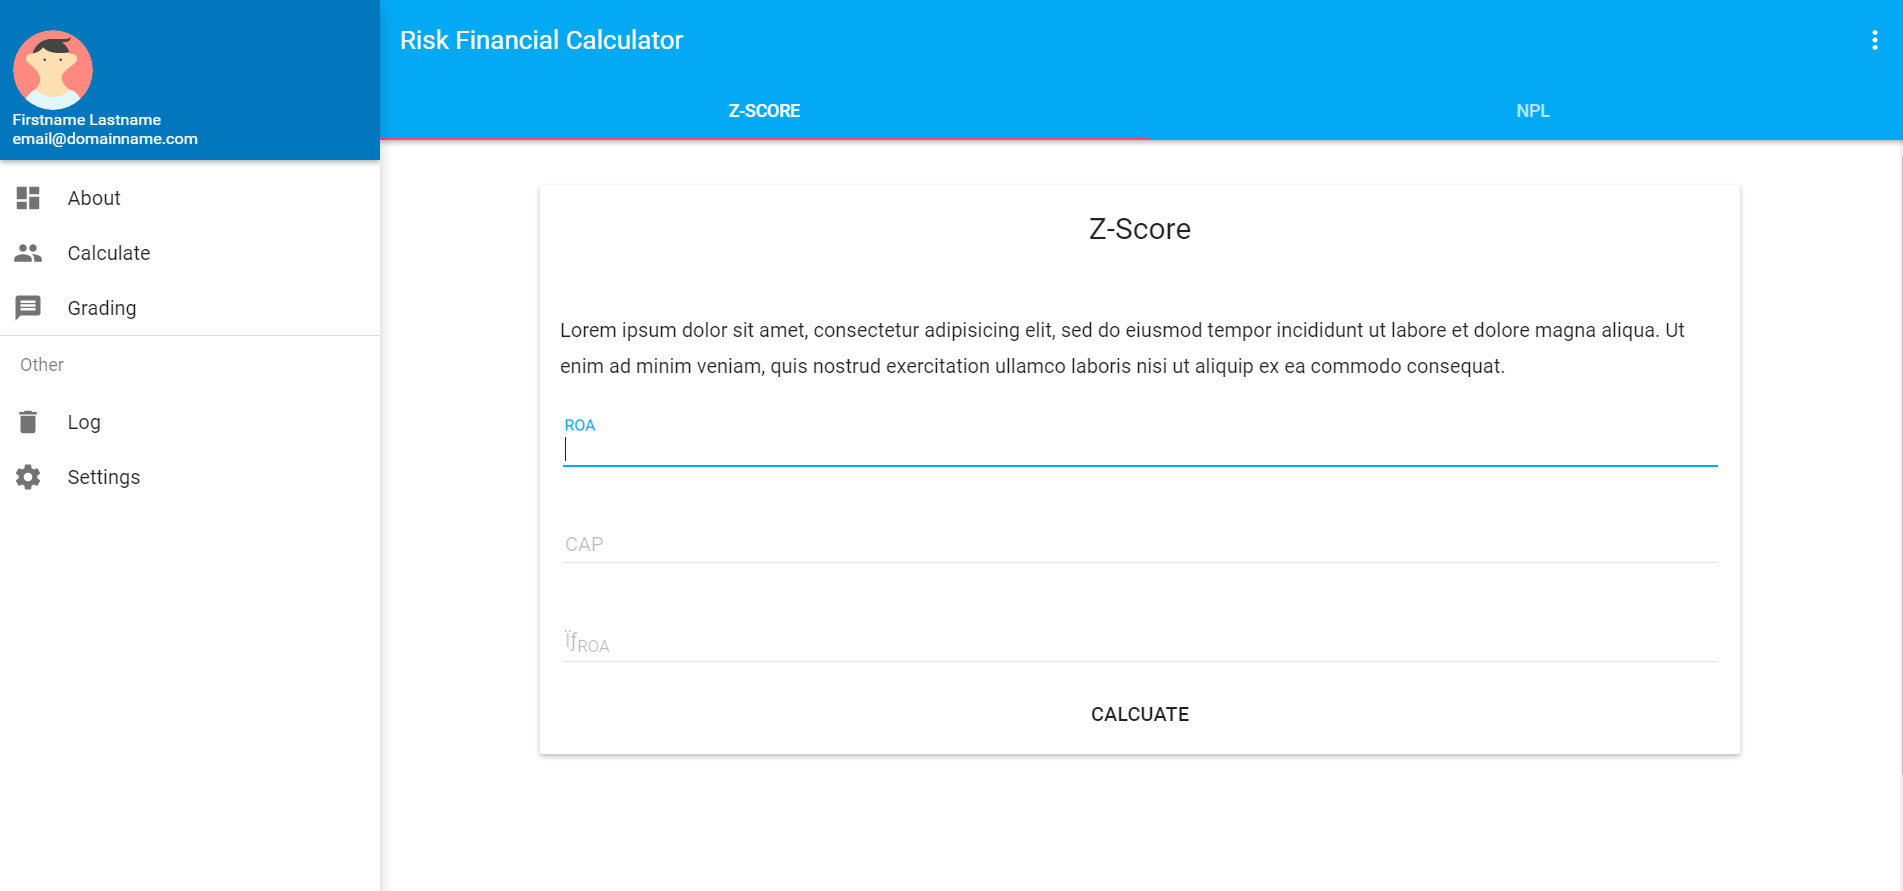 Firstname Lastname
email@domainname.com
About
Calculate
Grading
Other
Log
Settings
Risk Financial Calculator
Z-SCORE
NPL
Z-Score
Lorem ipsum dolor sit amet, consectetur adipisicing elit, sed do eiusmod tempor incididunt ut labore et dolore magna aliqua. Ut
enim ad minim veniam, quis nostrud exercitation ullamco laboris nisi ut aliquip ex ea commodo consequat.
ROA
CAP
ÏƒROA
CALCUATE